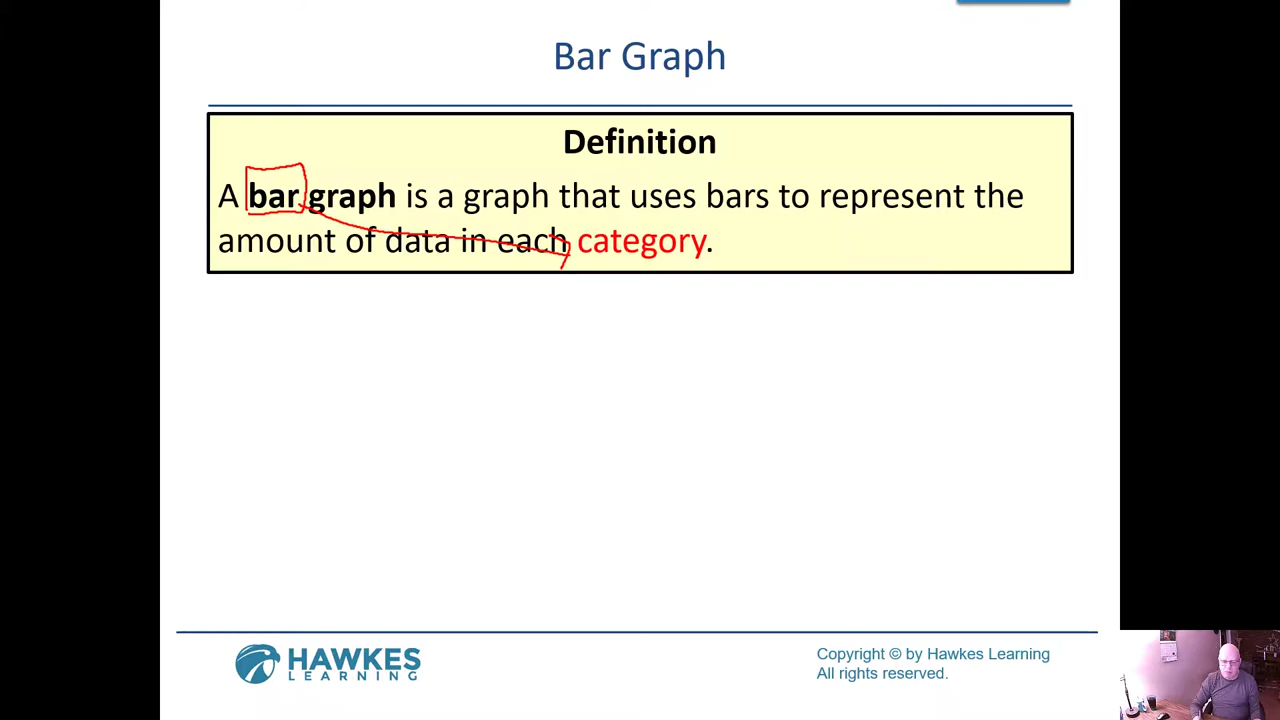 Bar Graph
Definition
A bar graph is a graph that uses bars to represent the
amount of data in each category.
HAWKES
LEARNING
Copyright © by Hawkes Learning
All rights reserved.